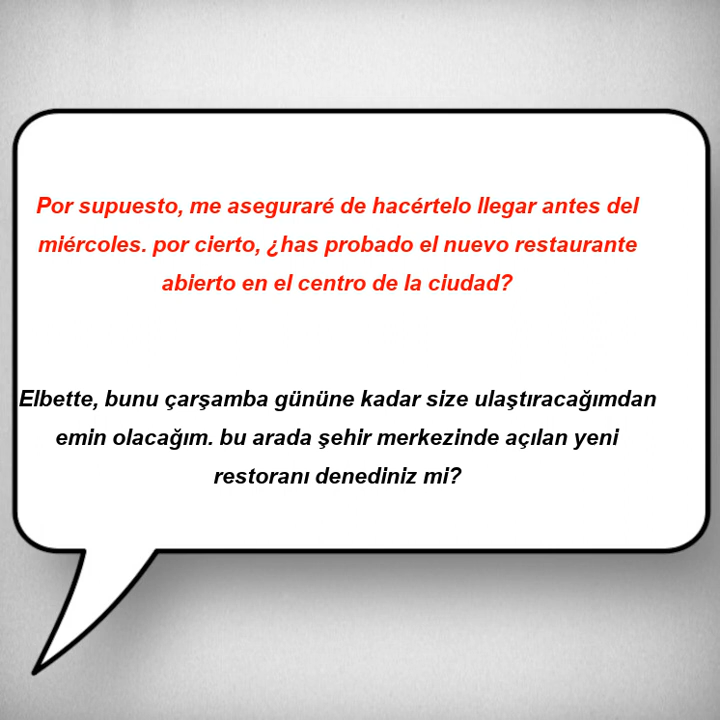 Por supuesto, me aseguraré de hacértelo llegar antes del
miércoles. por cierto, ¿has probado el nuevo restaurante
abierto en el centro de la ciudad?
Elbette, bunu çarşamba gününe kadar size ulaştıracağımdan
emin olacağım. bu arada şehir merkezinde açılan yeni
restoranı denediniz mi?